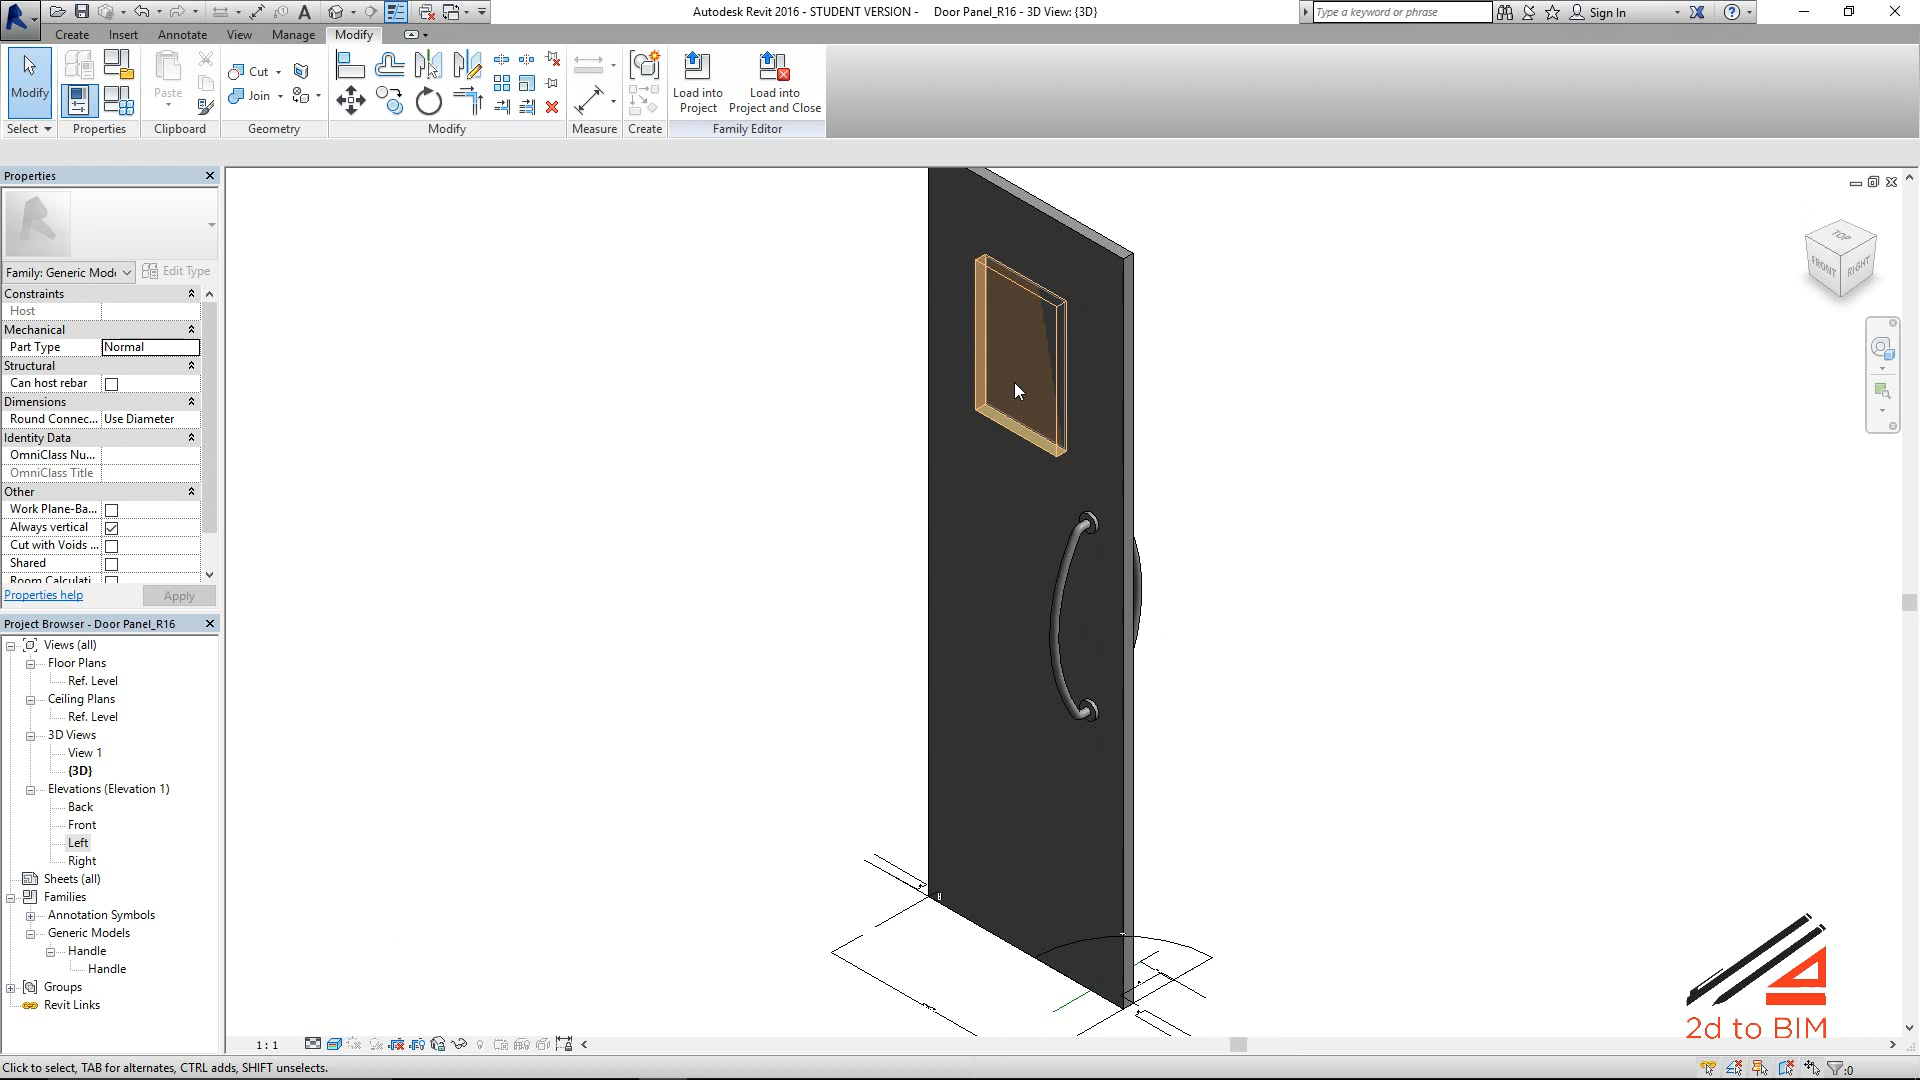 Autodesk Revit 2016 - STUDENT VERSION - Door Panel_R16 - 3D View: {3D}
Type a keyword or phrase
Sign In
Create Insert Annotate View Manage Modify
Modify
Paste
Cut
Join
Load into Project
Load into Project and Close
Select Properties Clipboard Geometry Modify Measure Create Family Editor
Properties
Family: Generic Mode
Edit Type
Constraints
Host
Mechanical
Part Type Normal
Structural
Can host rebar
Dimensions
Round Connec... Use Diameter
Identity Data
OmniClass Nu...
OmniClass Title
Other
Work Plane-Ba...
Always vertical
Cut with Voids ...
Shared
Room Calculati
Properties help
Apply
Project Browser - Door Panel_R16
Views (all)
Floor Plans
Ref. Level
Ceiling Plans
Ref. Level
3D Views
View 1
{3D}
Elevations (Elevation 1)
Back
Front
Left
Right
Sheets (all)
Families
Annotation Symbols
Generic Models
Handle
Handle
Groups
Revit Links
TOP
FRONT
RIGHT
2d to BIM
1 : 1
Click to select, TAB for alternates, CTRL adds, SHIFT unselects.
:0